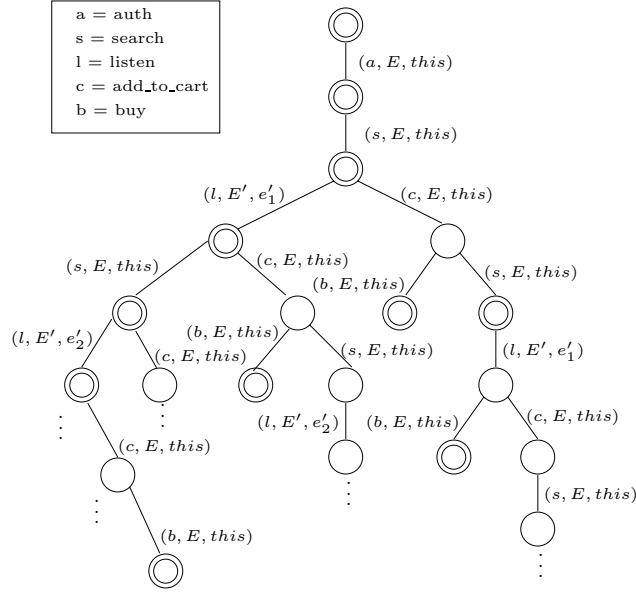 a = auth
s = search
l = listen
c = add_to_cart
b = buy
(a, E, this)
(s, E, this)
(l, E′, e′₁)
(c, E, this)
(s, E, this)
(c, E, this)
(b, E, this)
(s, E, this)
(l, E′, e′₂)
(c, E, this)
(b, E, this)
(s, E, this)
(l, E′, e′₁)
(c, E, this)
(l, E′, e′₂)
(b, E, this)
(c, E, this)
(s, E, this)
(b, E, this)